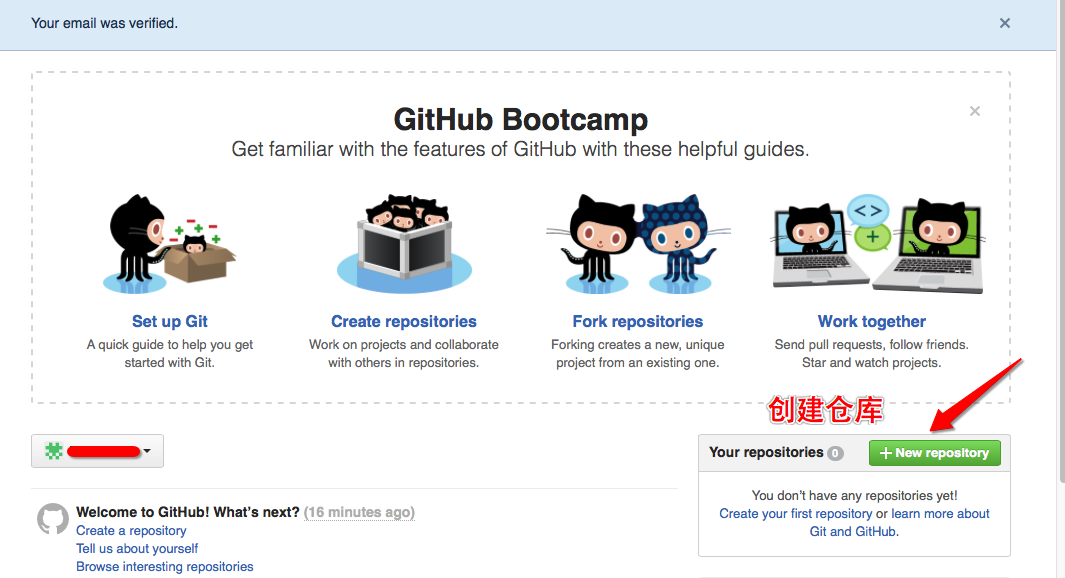 Your email was verified.
GitHub Bootcamp
Get familiar with the features of GitHub with these helpful guides.
Set up Git
A quick guide to help you get
started with Git.
Create repositories
Work on projects and collaborate
with others in repositories.
Fork repositories
Forking creates a new, unique
project from an existing one.
Work together
Send pull requests, follow friends.
Star and watch projects.
创建仓库
Your repositories 0
+ New repository
You don’t have any repositories yet!
Create your first repository or learn more about
Git and GitHub.
Welcome to GitHub! What’s next? (16 minutes ago)
Create a repository
Tell us about yourself
Browse interesting repositories